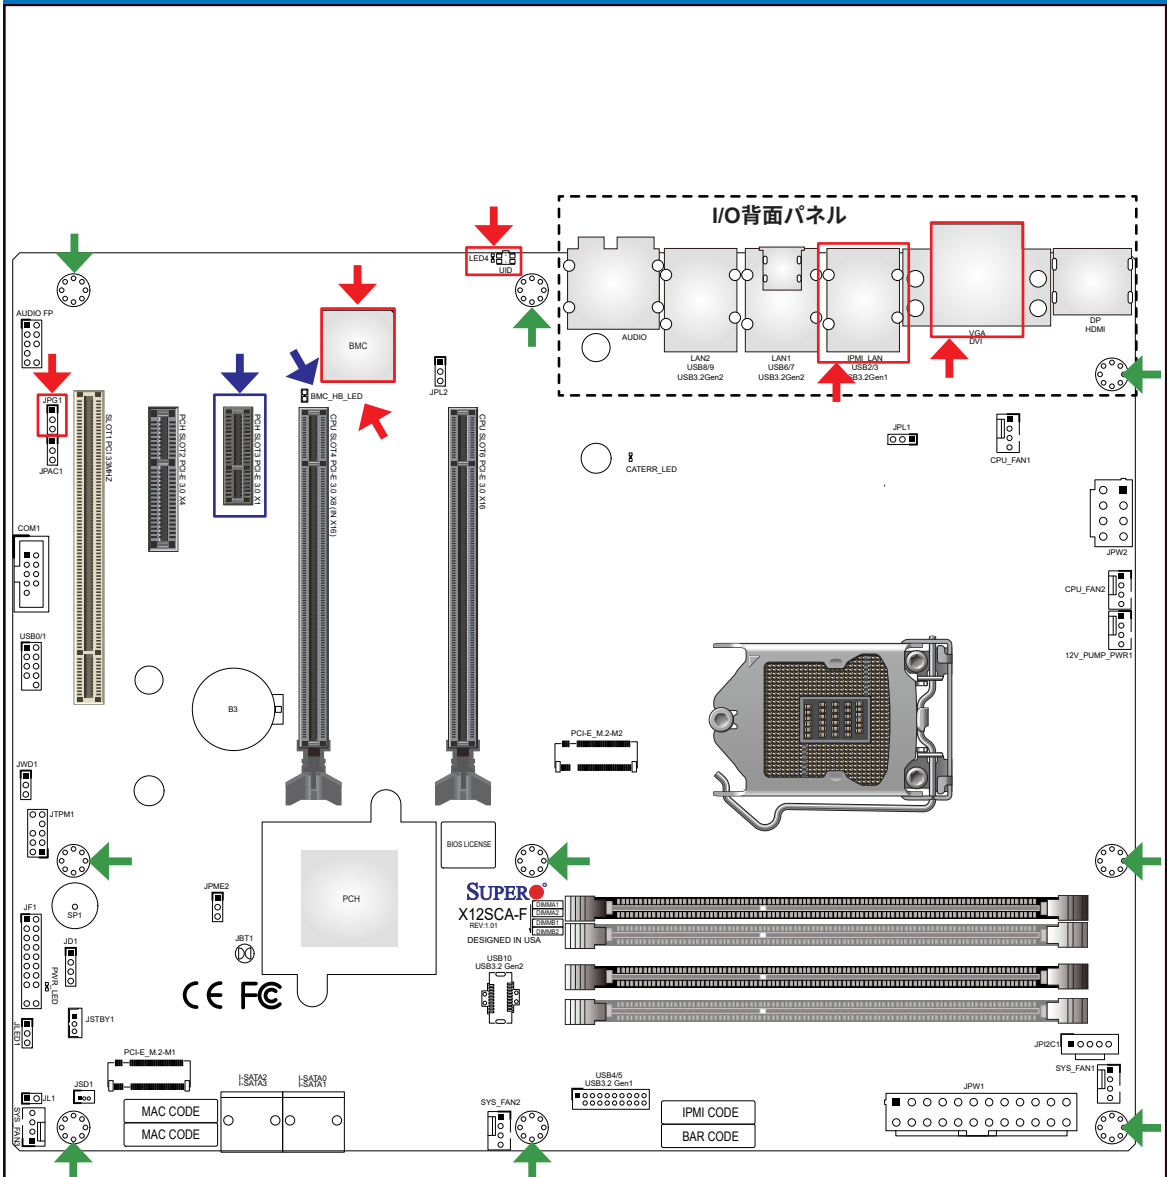 I/O背面パネル
LED4
UID
AUDIO
LAN2
USB8/9
USB3.2Gen2
LAN1
USB6/7
USB3.2Gen2
IPMI_LAN
USB2/3
USB3.2Gen1
VGA
DVI
DP
HDMI
AUDIO FP
BMC
JPG1
JPAC1
BMC_HB_LED
JPL2
JPL1
CPU_FAN1
CATERR_LED
SLOT1 PCI 33MHZ
PCH SLOT2 PCI-E 3.0 X4
PCH SLOT3 PCI-E 3.0 X1
CPU SLOT4 PCI-E 3.0 X8 (IN X16)
CPU SLOT6 PCI-E 3.0 X16
COM1
JPW2
CPU_FAN2
12V_PUMP_PWR1
USB0/1
B3
PCI-E_M.2-M2
JWD1
JTPM1
BIOS LICENSE
PCH
JPME2
SP1
JF1
JBT1
JD1
PWR_LED
SUPER
X12SCA-F
REV:1.01
DESIGNED IN USA
DIMMA1
DIMMA2
DIMMB1
DIMMB2
USB10
USB3.2 Gen2
CE FC
JSTBY1
JLED1
PCI-E_M.2-M1
JSD1
JL1
SYS_FAN3
MAC CODE
MAC CODE
I-SATA2
I-SATA3
I-SATA0
I-SATA1
SYS_FAN2
USB4/5
USB3.2 Gen1
IPMI CODE
BAR CODE
JPI2C1
SYS_FAN1
JPW1